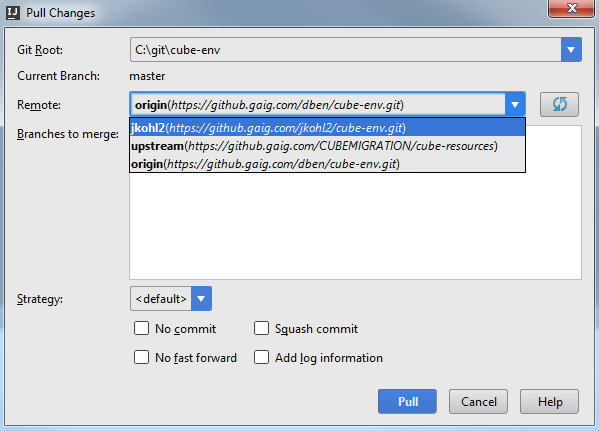 IJ Pull Changes
Git Root: C:\git\cube-env
Current Branch: master
Remote: origin(https://github.gaig.com/dben/cube-env.git)
jkohl2(https://github.gaig.com/jkohl2/cube-env.git)
Branches to merge: upstream(https://github.gaig.com/CUBEMIGRATION/cube-resources)
origin(https://github.gaig.com/dben/cube-env.git)
Strategy: <default>
No commit Squash commit
No fast forward Add log information
Pull Cancel Help